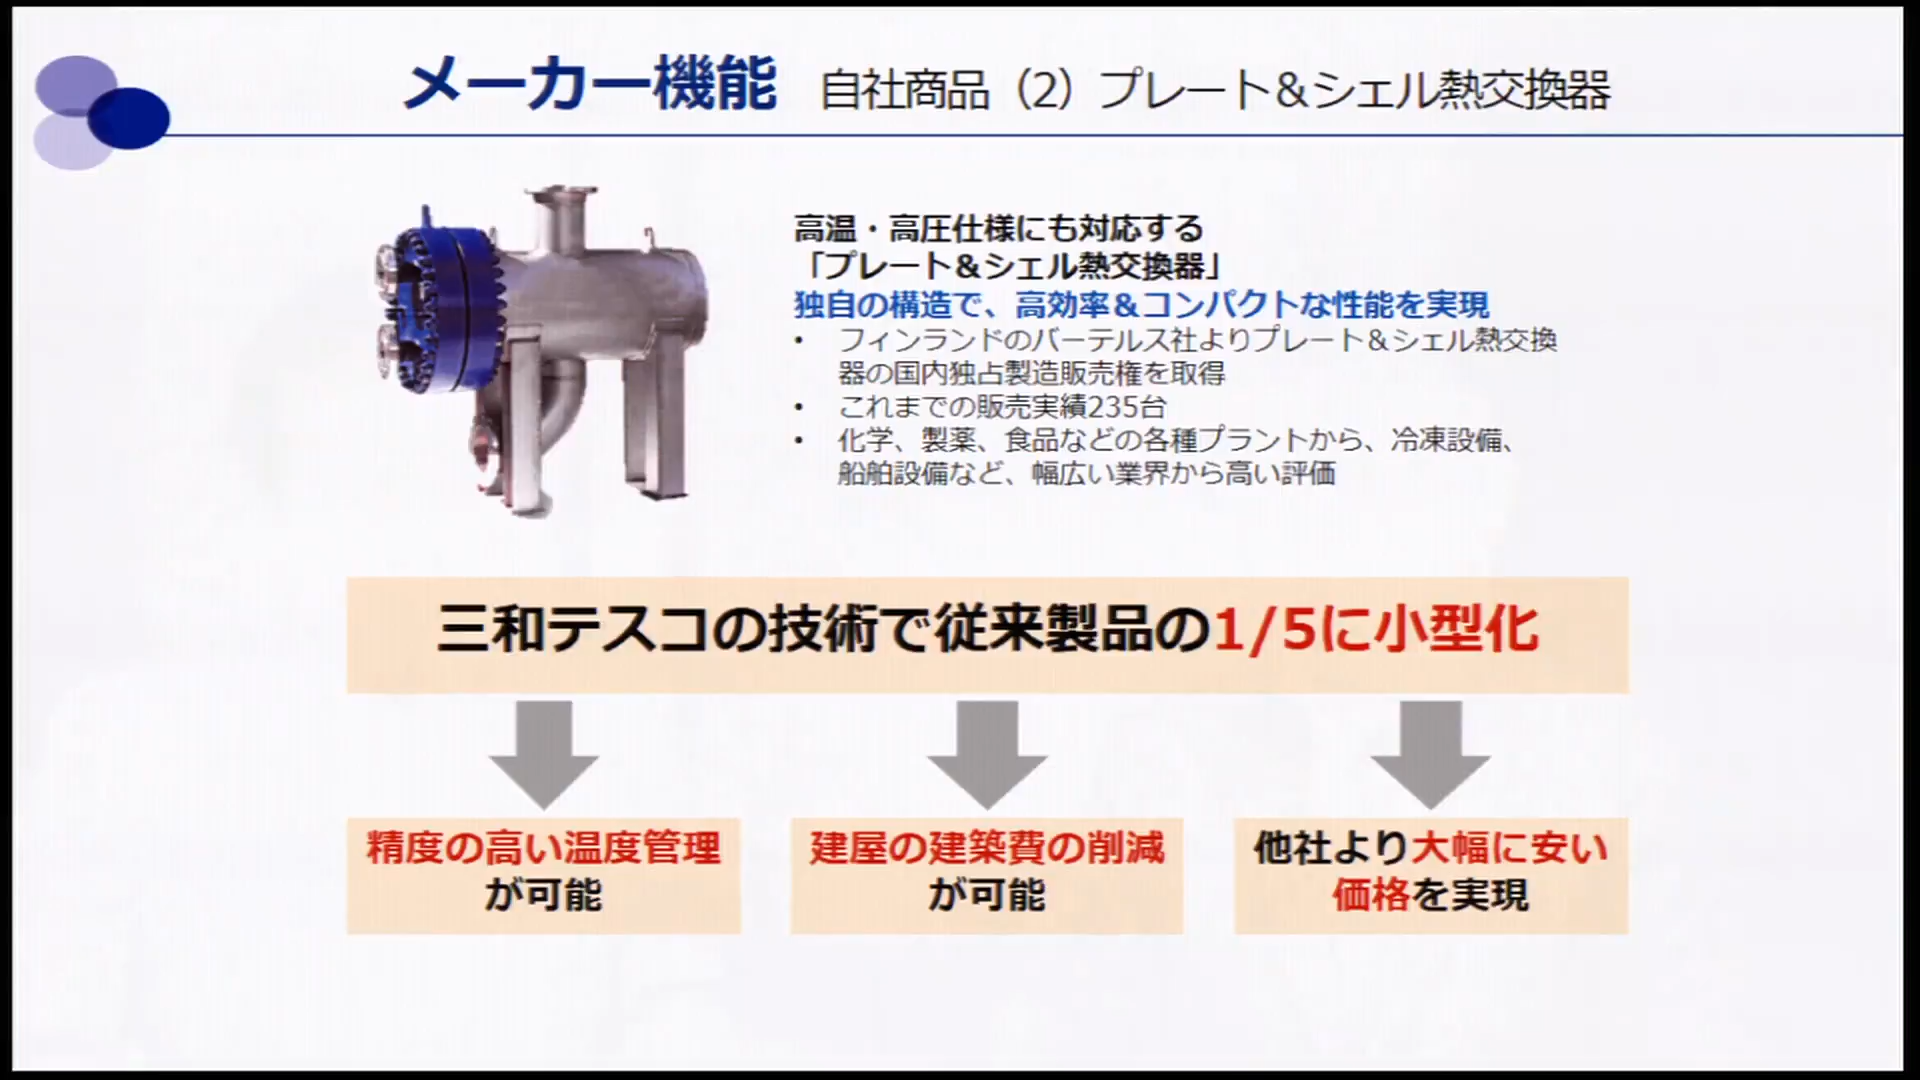 メーカー機能 自社商品（2）プレート＆シェル熱交換器
高温・高圧仕様にも対応する
「プレート＆シェル熱交換器」
独自の構造で、高効率＆コンパクトな性能を実現
• フィンランドのバーテルス社よりプレート＆シェル熱交換
器の国内独占製造販売権を取得
• これまでの販売実績235台
• 化学、製薬、食品などの各種プラントから、冷凍設備、
船舶設備など、幅広い業界から高い評価
三和テスコの技術で従来製品の1/5に小型化
精度の高い温度管理
が可能
建屋の建築費の削減
が可能
他社より大幅に安い
価格を実現